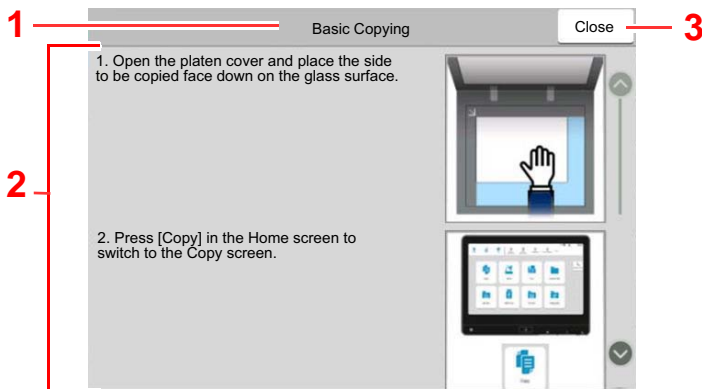 1
Basic Copying
Close
3
2
1. Open the platen cover and place the side
to be copied face down on the glass surface.
2. Press [Copy] in the Home screen to
switch to the Copy screen.